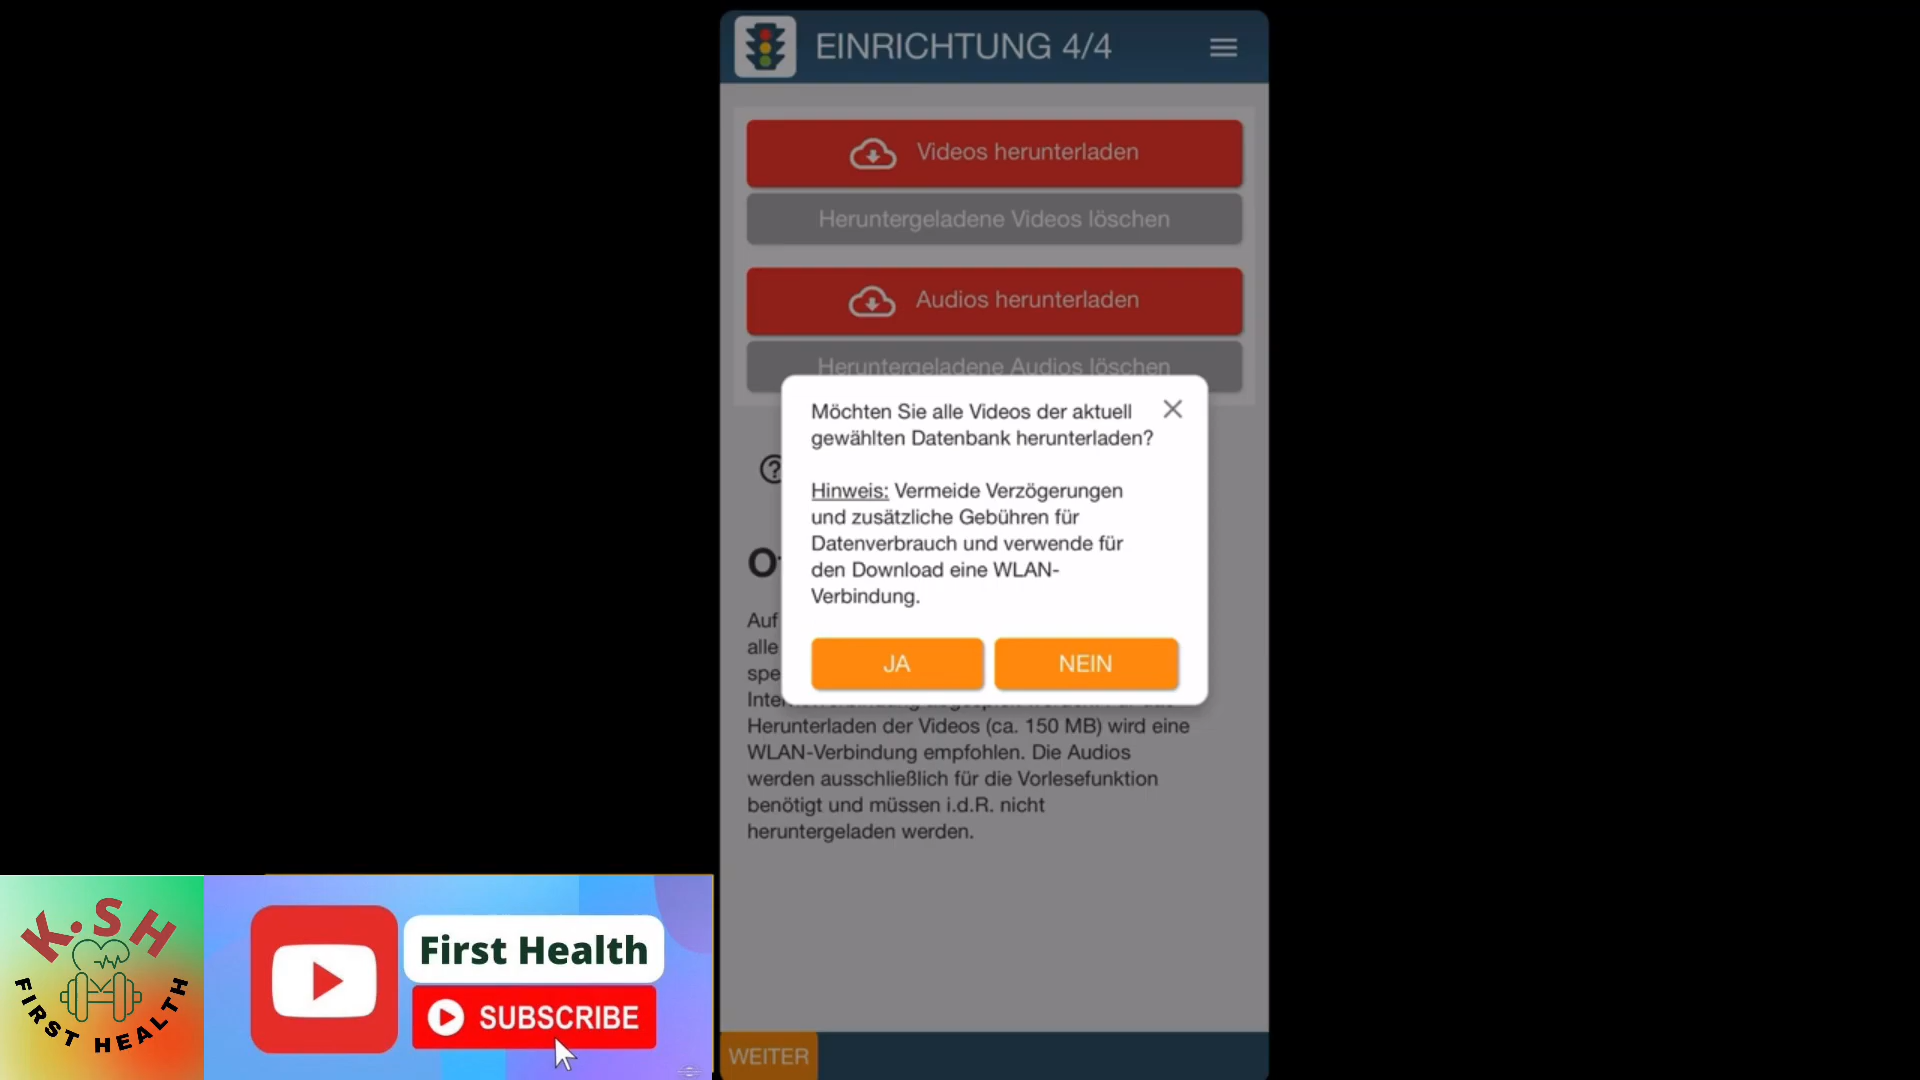 EINRICHTUNG 4/4
Videos herunterladen
Heruntergeladene Videos löschen
Audios herunterladen
Heruntergeladene Audios löschen
Möchten Sie alle Videos der aktuell
gewählten Datenbank herunterladen?
Hinweis: Vermeide Verzögerungen
und zusätzliche Gebühren für
Datenverbrauch und verwende für
den Download eine WLAN-
Verbindung.
JA NEIN
Auf
alle
Herunterladen der Videos (ca. 150 MB) wird eine
WLAN-Verbindung empfohlen. Die Audios
werden ausschließlich für die Vorlesefunktion
benötigt und müssen i.d.R. nicht
heruntergeladen werden.
WEITER
K.SH
FIRST HEALTH
First Health
SUBSCRIBE